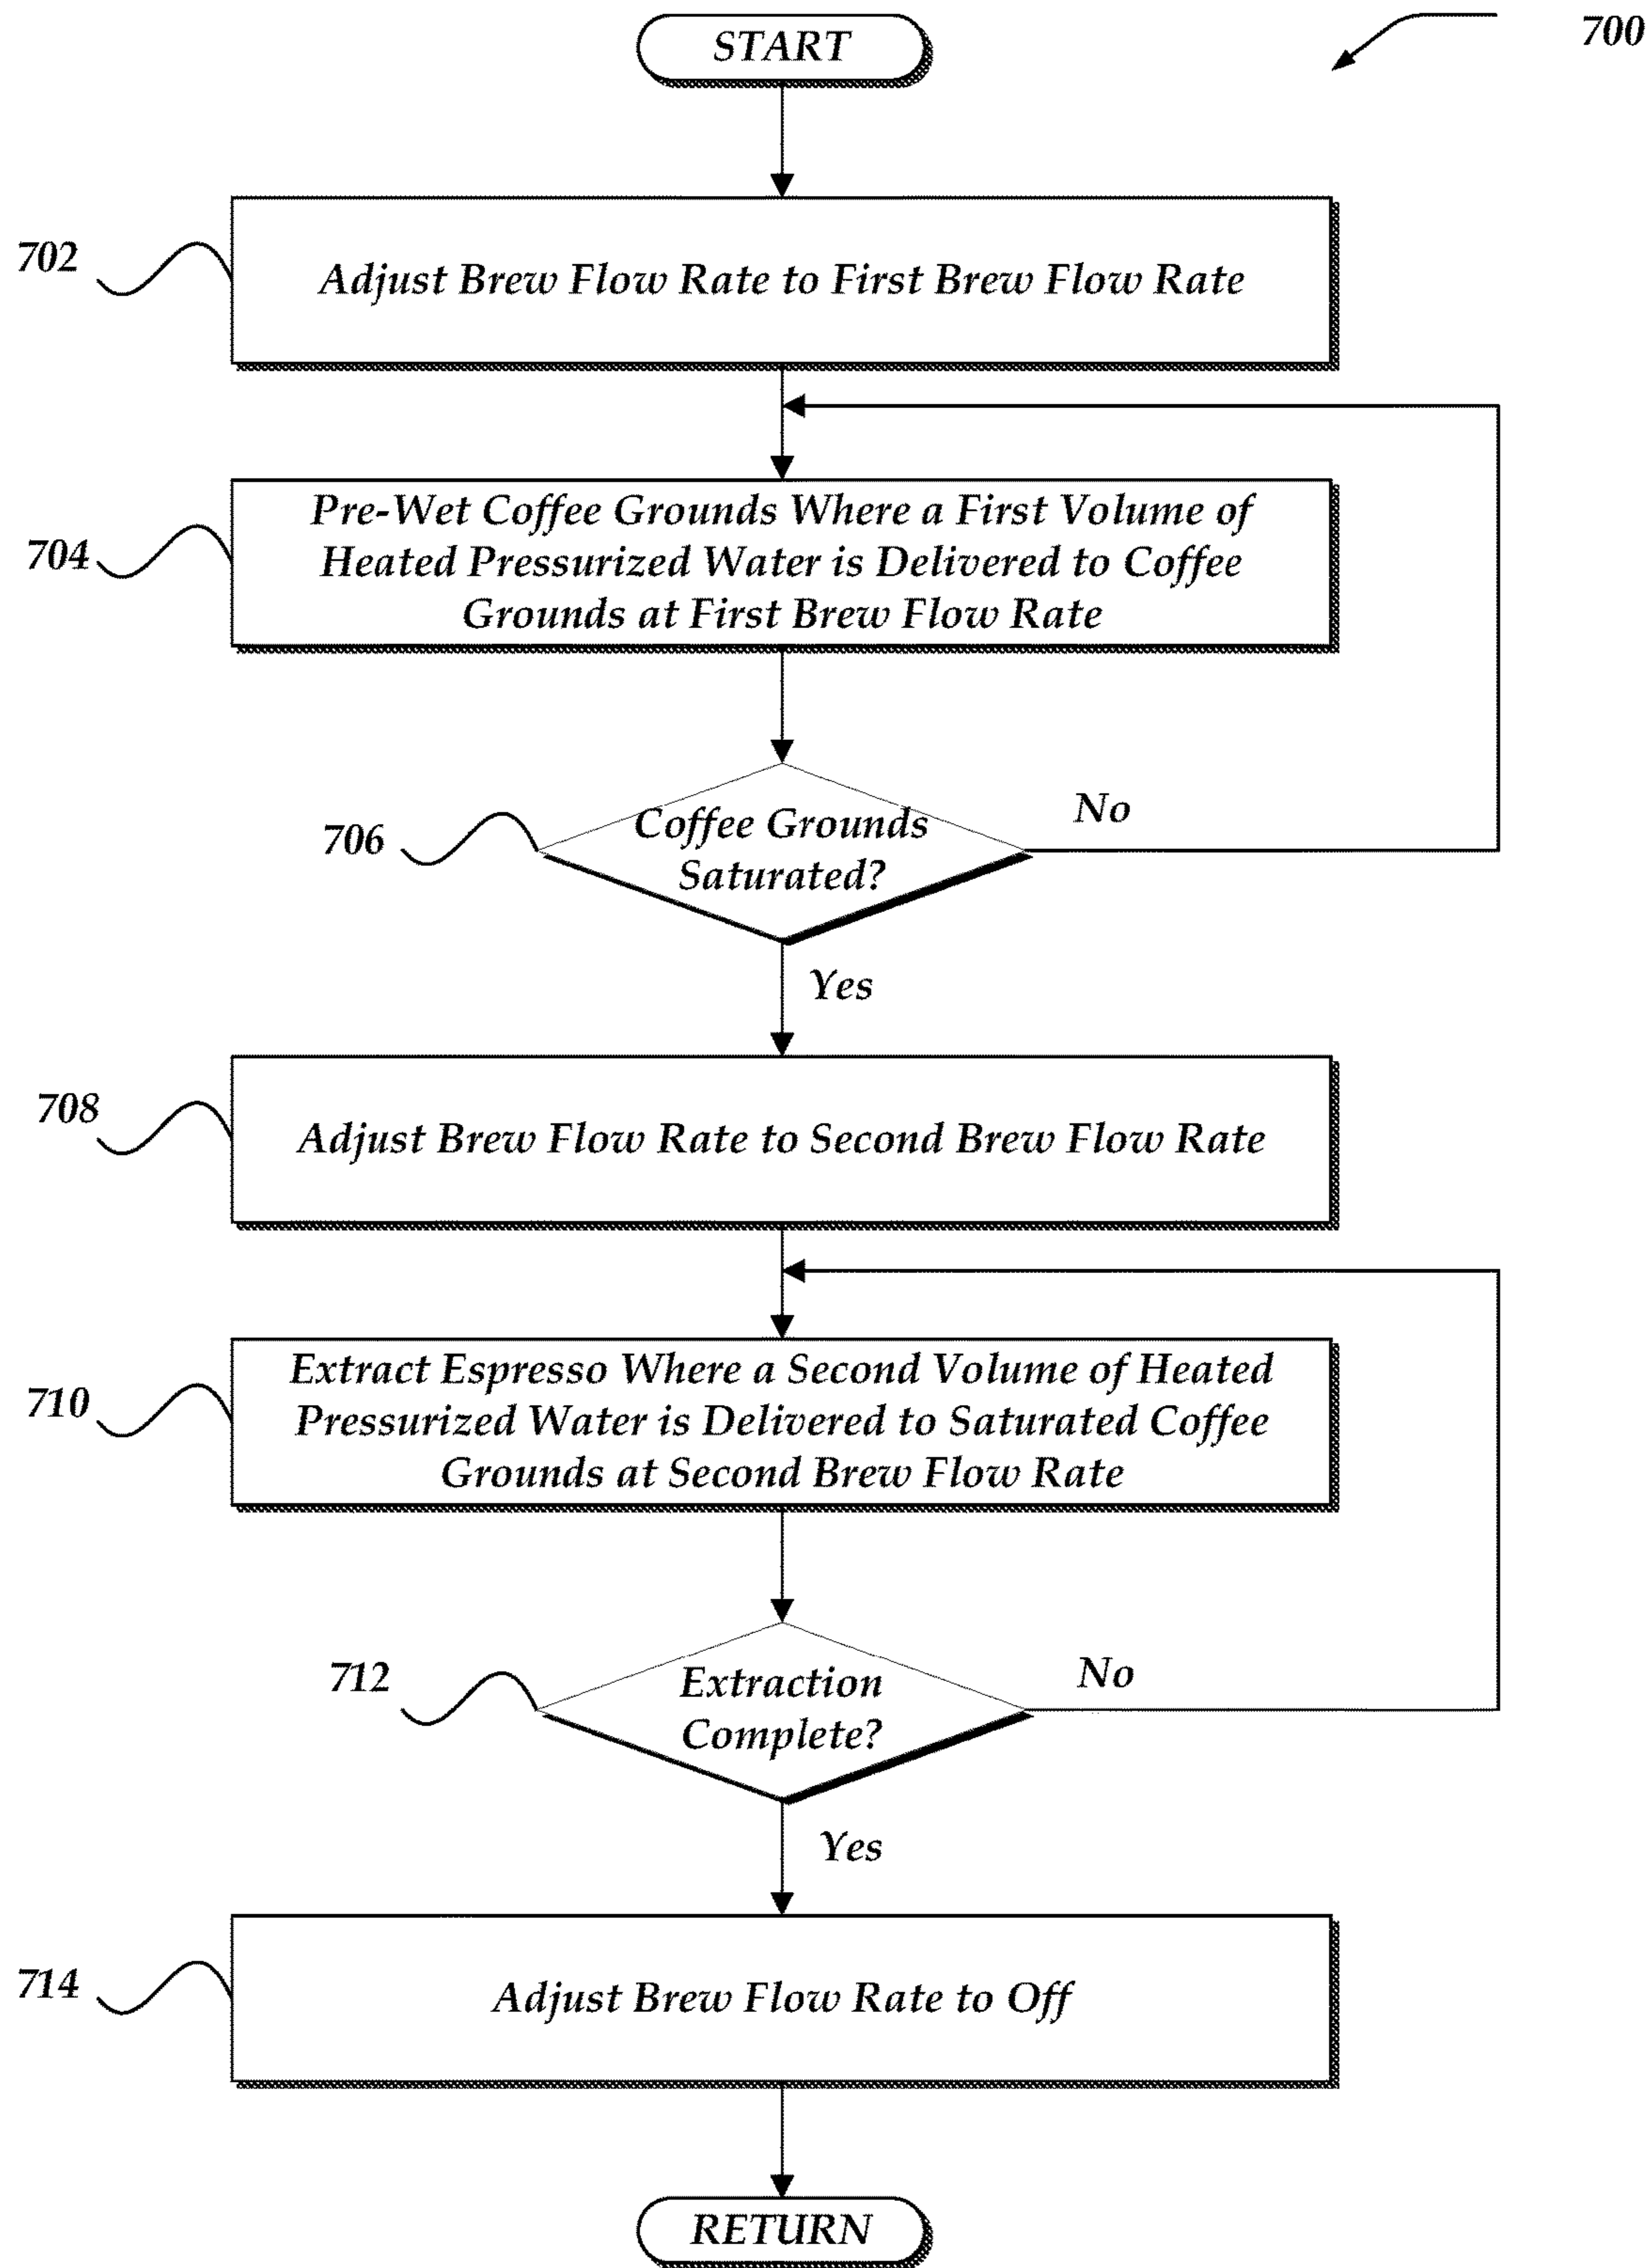 START
700
702
Adjust Brew Flow Rate to First Brew Flow Rate
704
Pre-Wet Coffee Grounds Where a First Volume of
Heated Pressurized Water is Delivered to Coffee
Grounds at First Brew Flow Rate
706
Coffee Grounds
Saturated?
No
Yes
708
Adjust Brew Flow Rate to Second Brew Flow Rate
710
Extract Espresso Where a Second Volume of Heated
Pressurized Water is Delivered to Saturated Coffee
Grounds at Second Brew Flow Rate
712
Extraction
Complete?
No
Yes
714
Adjust Brew Flow Rate to Off
RETURN